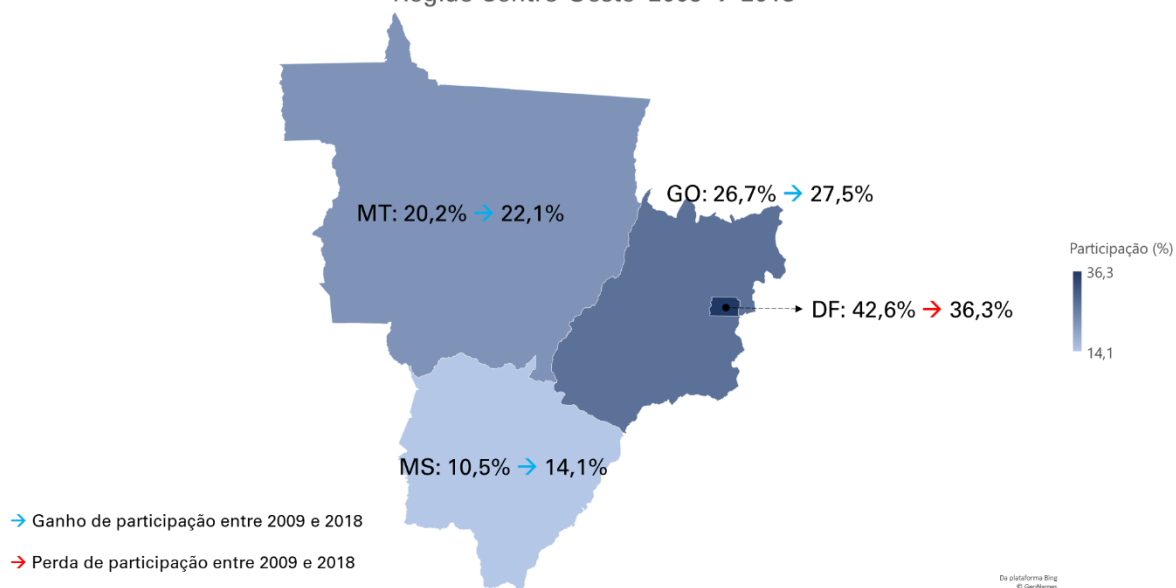 GO: 26,7% → 27,5%
MT: 20,2% → 22,1%
Participação (%)
36,3
14,1
DF: 42,6% → 36,3%
MS: 10,5% → 14,1%
→ Ganho de participação entre 2009 e 2018
→ Perda de participação entre 2009 e 2018
Da plataforma Bing
© GeoNames